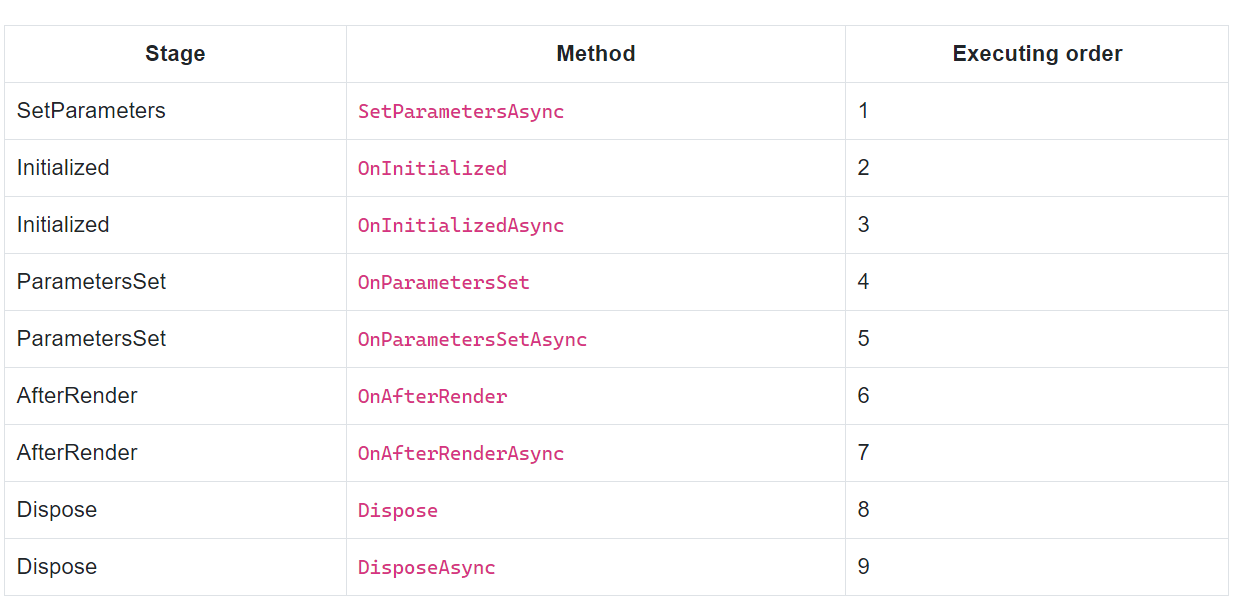 Stage Method Executing order
SetParameters SetParametersAsync 1
Initialized OnInitialized 2
Initialized OnInitializedAsync 3
ParametersSet OnParametersSet 4
ParametersSet OnParametersSetAsync 5
AfterRender OnAfterRender 6
AfterRender OnAfterRenderAsync 7
Dispose Dispose 8
Dispose DisposeAsync 9